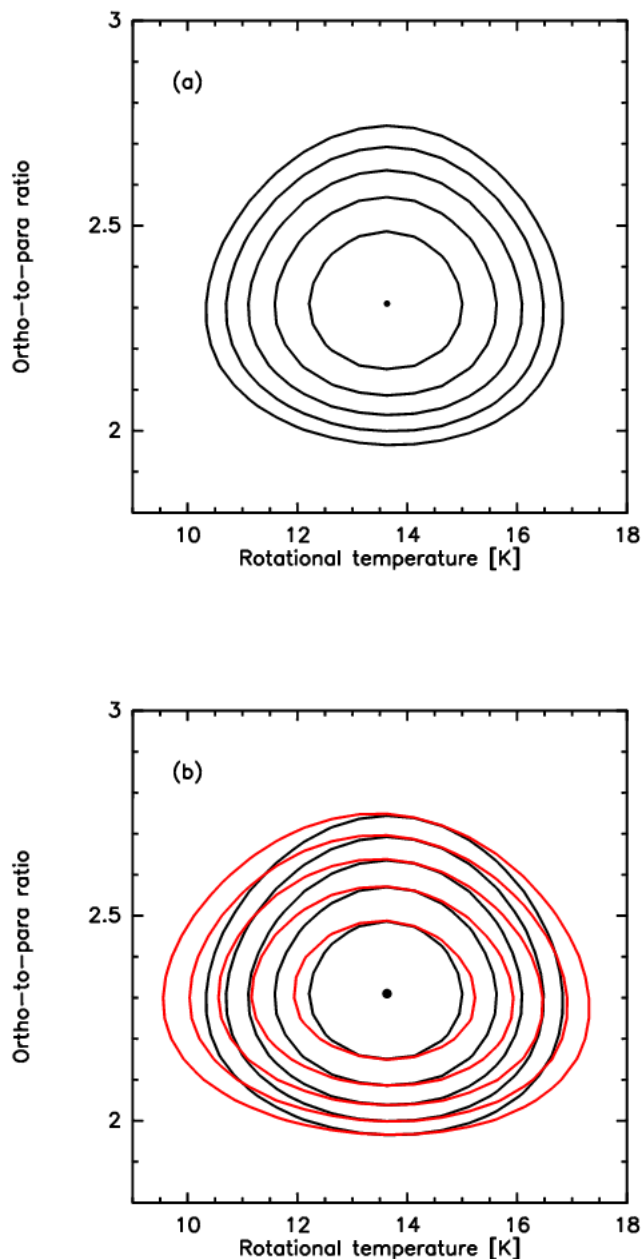 3
(a)
2.5
Ortho-to-para ratio
2
10 12 14 16 18
Rotational temperature [K]
3
(b)
2.5
Ortho-to-para ratio
2
10 12 14 16 18
Rotational temperature [K]